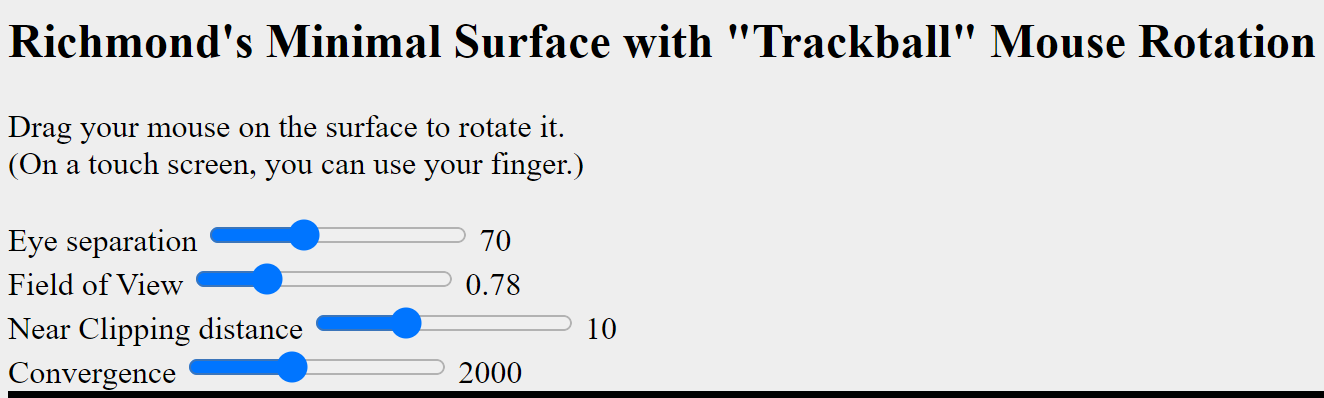 Richmond's Minimal Surface with "Trackball" Mouse Rotation
Drag your mouse on the surface to rotate it.
(On a touch screen, you can use your finger.)
Eye separation 70
Field of View 0.78
Near Clipping distance 10
Convergence 2000